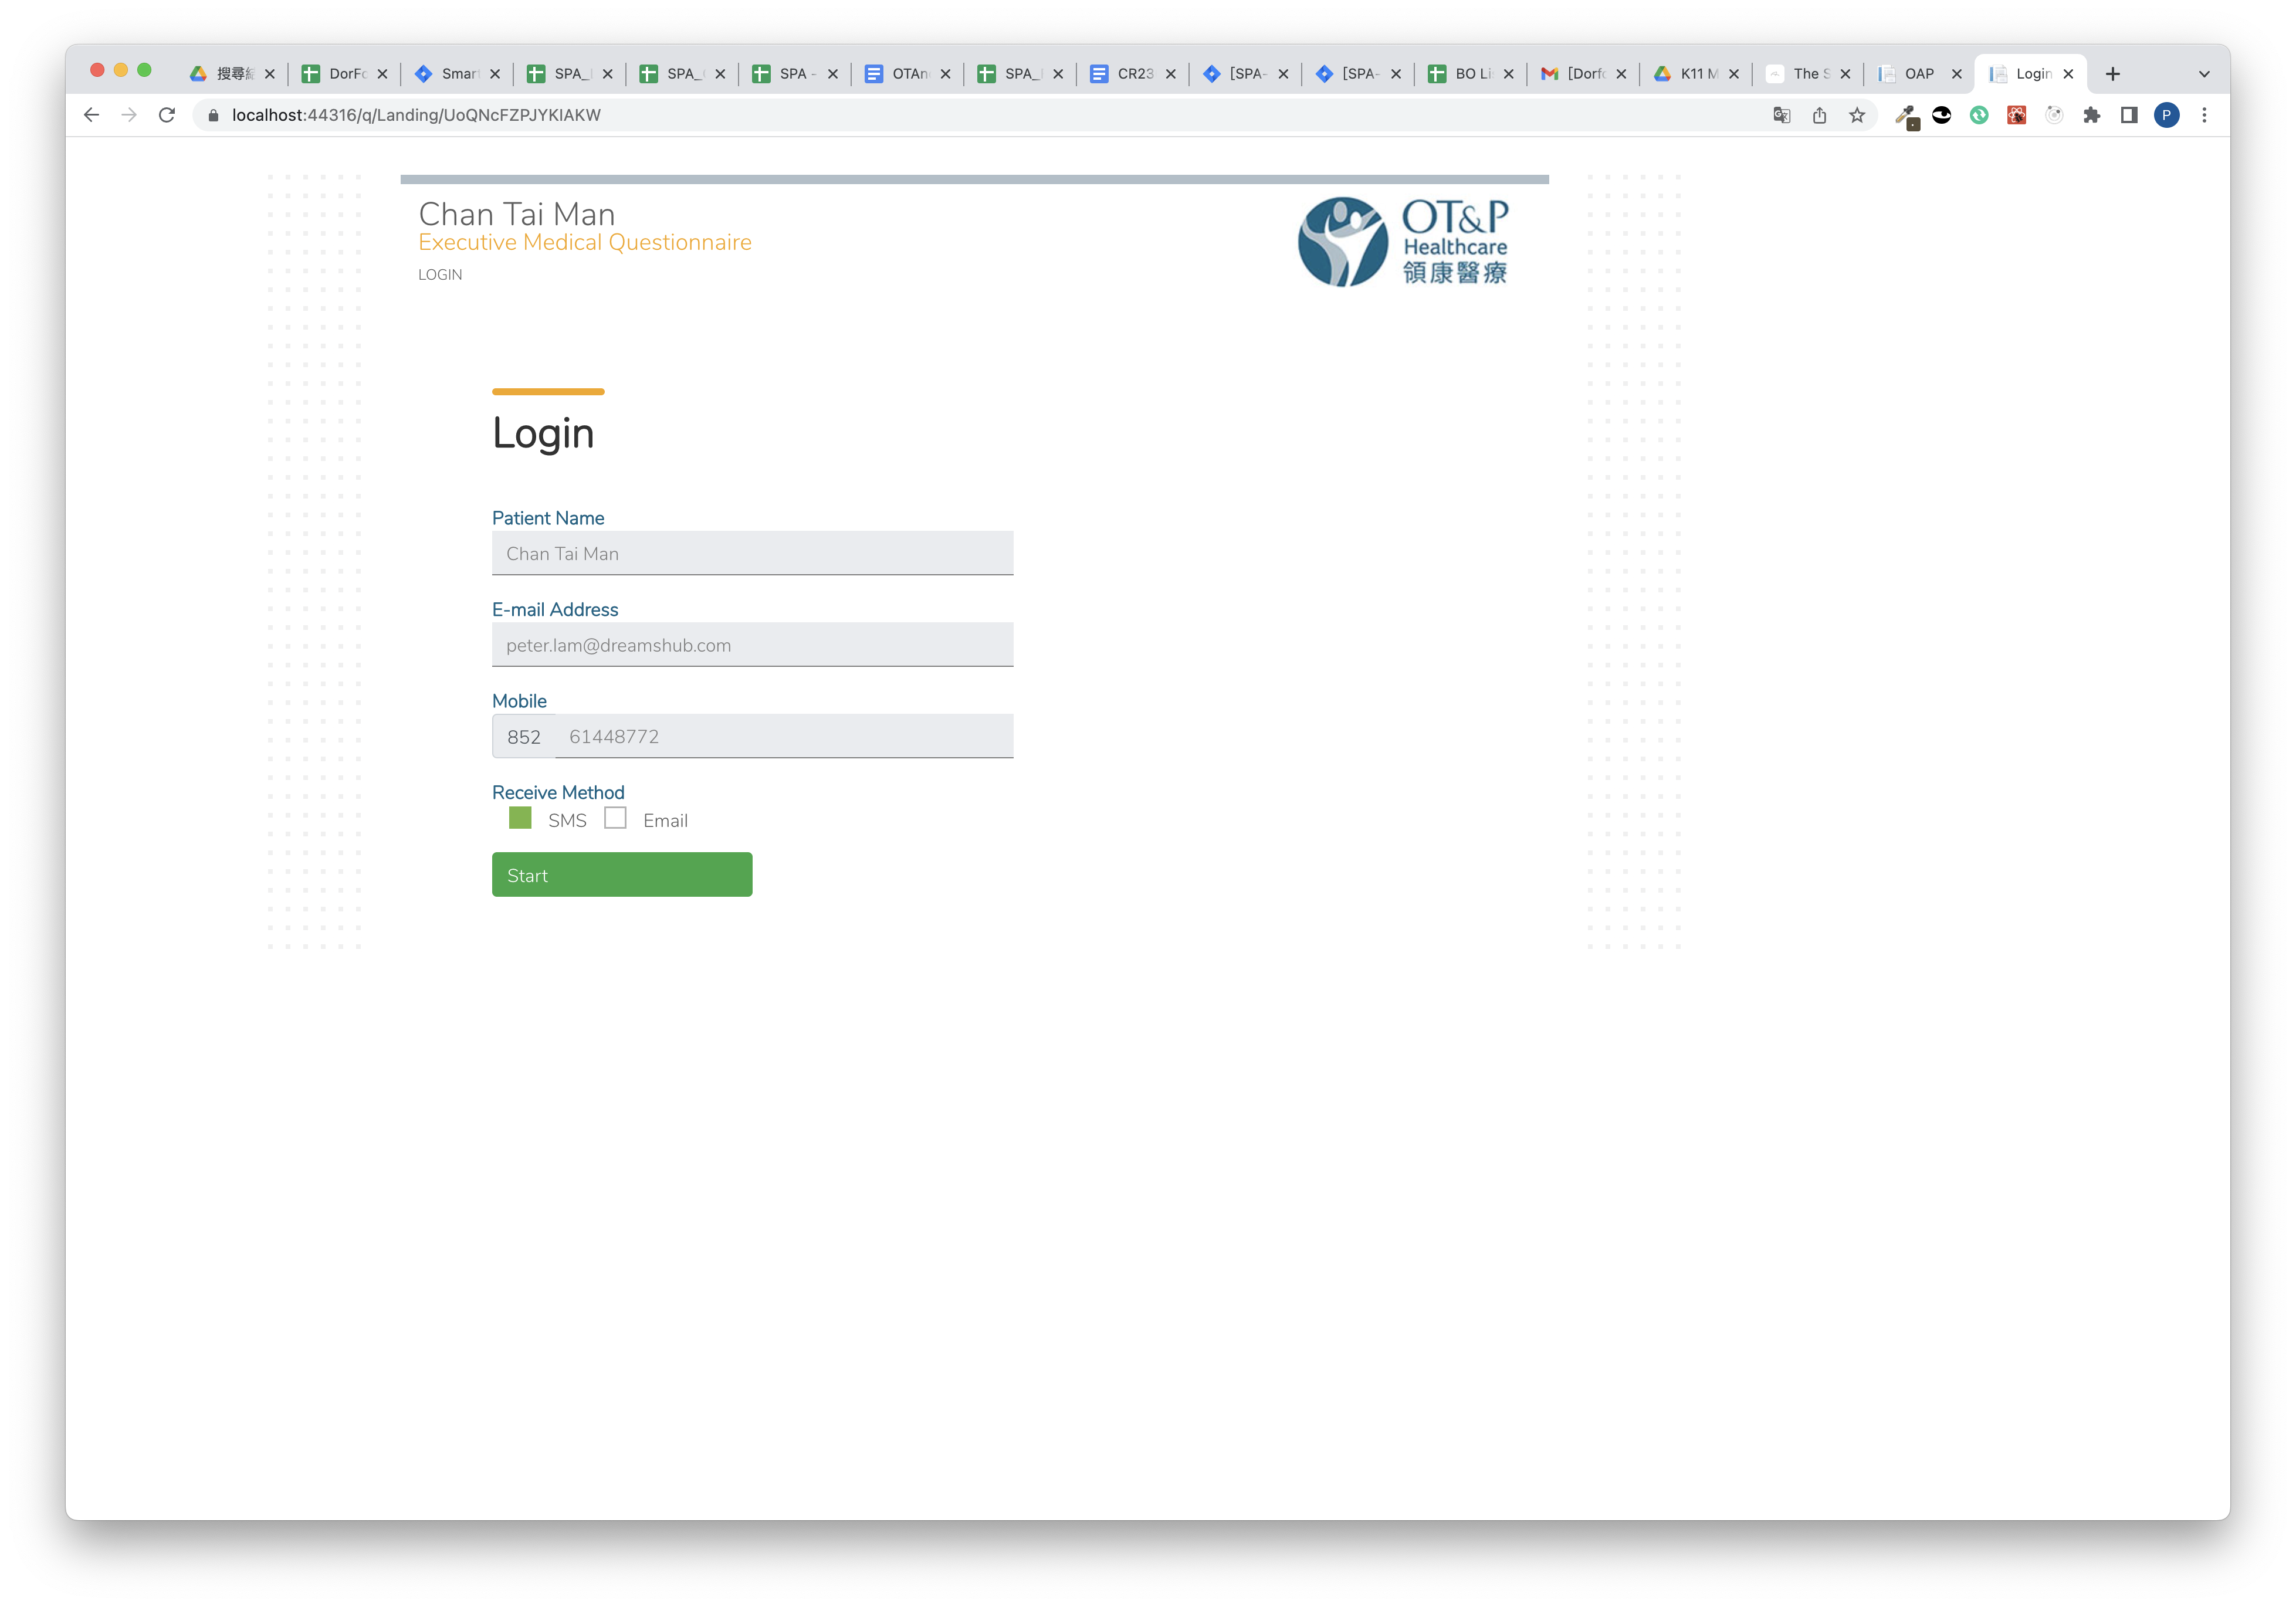 搜尋結 DorFo Smart SPA_ SPA_ SPA - OTAn SPA_ CR23 [SPA- [SPA- BO Li [Dorfo K11 M The S OAP Login
localhost:44316/q/Landing/UoQNcFZPJYKIAKW
P
Chan Tai Man
Executive Medical Questionnaire
LOGIN
OT&P
Healthcare
領康醫療
Login
Patient Name
Chan Tai Man
E-mail Address
peter.lam@dreamshub.com
Mobile
852 61448772
Receive Method
SMS Email
Start